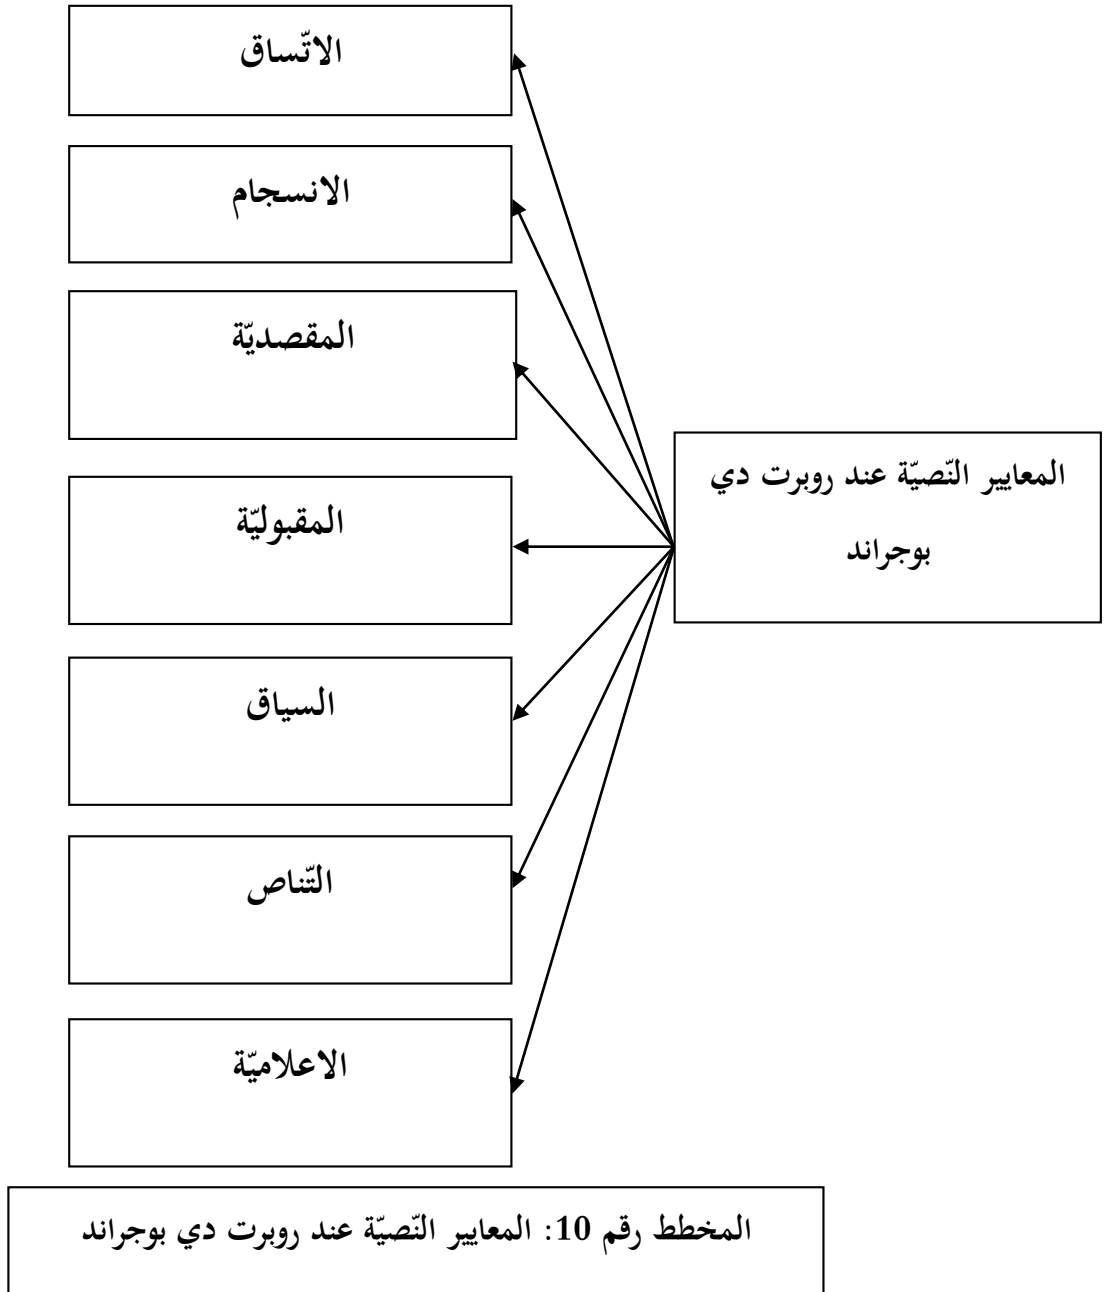 الاتّساق
الانسجام
المقصديّة
المعايير النّصيّة عند روبرت دي
بوجراند
المقبوليّة
السياق
التّناص
الاعلاميّة
المخطط رقم 10: المعايير النّصيّة عند روبرت دي بوجراند